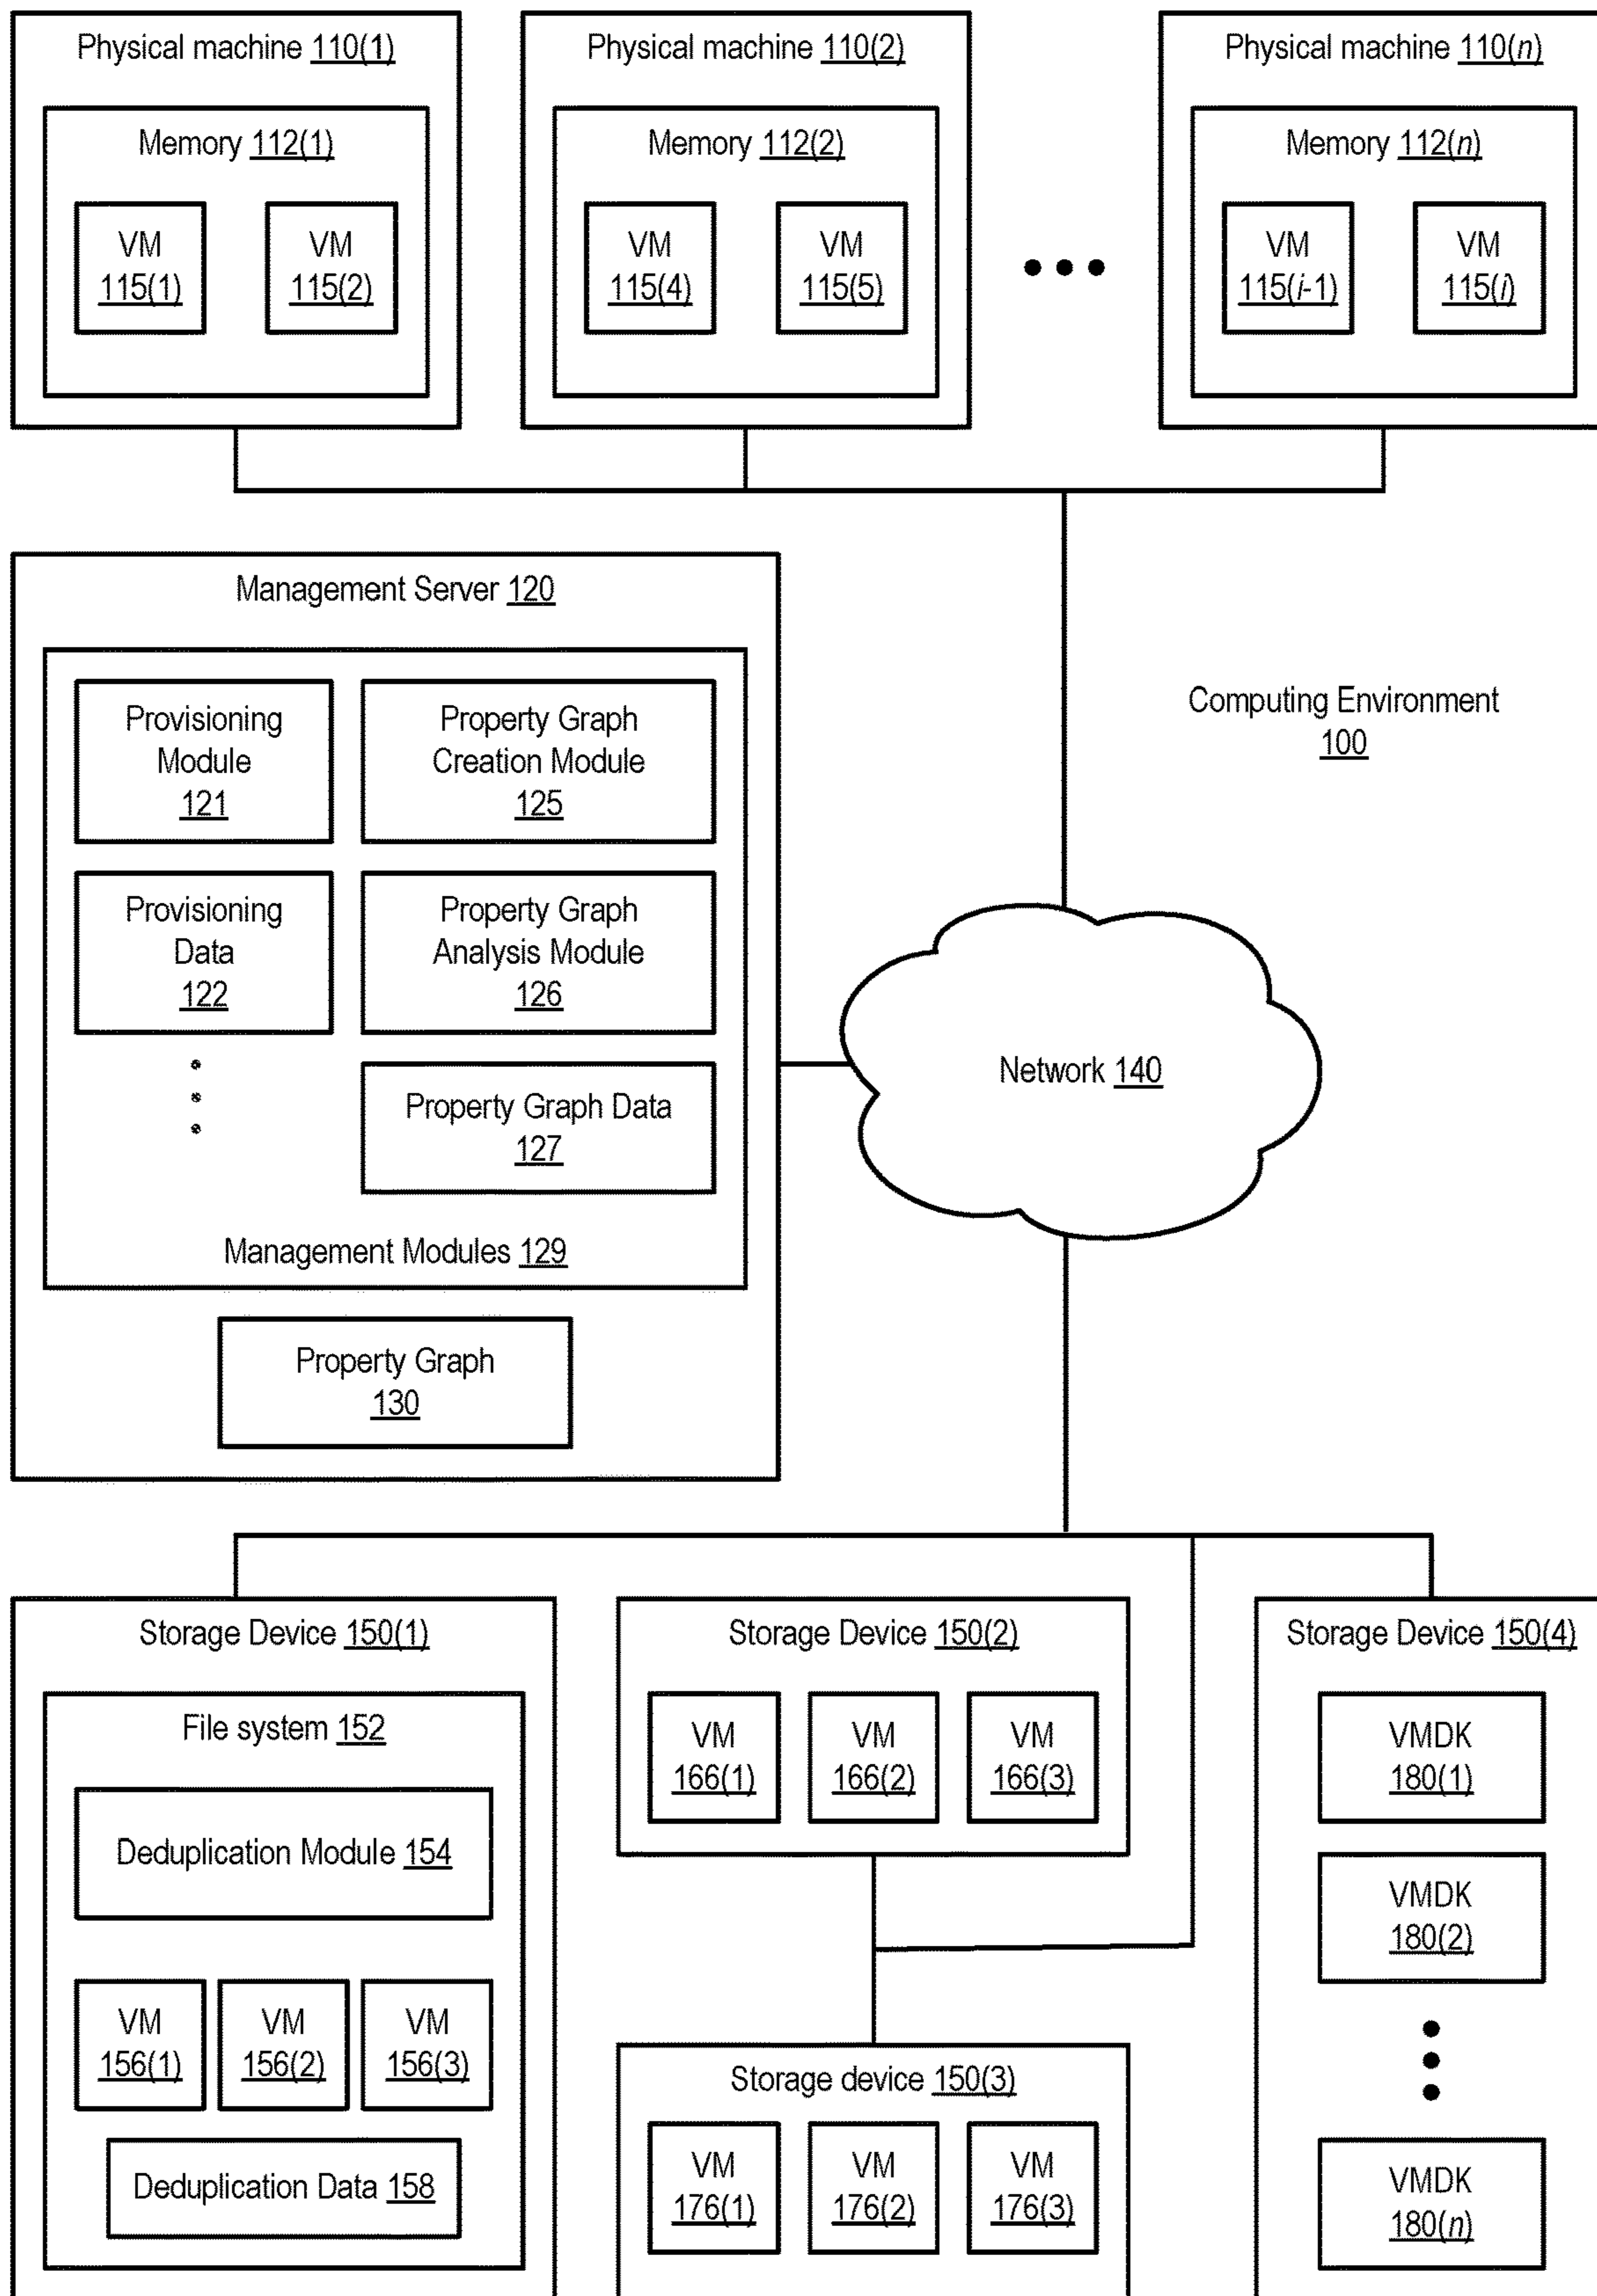 Physical machine 110(1)
Memory 112(1)
VM
115(1)
VM
115(2)
Physical machine 110(2)
Memory 112(2)
VM
115(4)
VM
115(5)
Physical machine 110(n)
Memory 112(n)
VM
115(i-1)
VM
115(i)
Management Server 120
Provisioning
Module
121
Property Graph
Creation Module
125
Provisioning
Data
122
Property Graph
Analysis Module
126
Property Graph Data
127
Management Modules 129
Property Graph
130
Computing Environment
100
Network 140
Storage Device 150(1)
File system 152
Deduplication Module 154
VM
156(1)
VM
156(2)
VM
156(3)
Deduplication Data 158
Storage Device 150(2)
VM
166(1)
VM
166(2)
VM
166(3)
Storage device 150(3)
VM
176(1)
VM
176(2)
VM
176(3)
Storage Device 150(4)
VMDK
180(1)
VMDK
180(2)
VMDK
180(n)